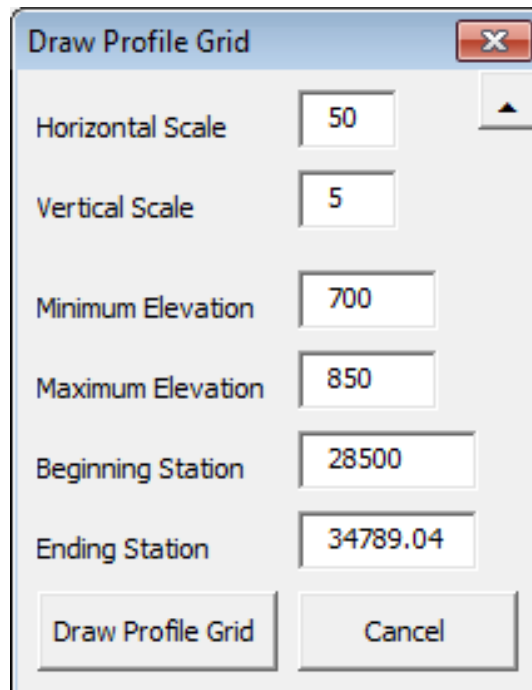 Draw Profile Grid
Horizontal Scale 50
Vertical Scale 5
Minimum Elevation 700
Maximum Elevation 850
Beginning Station 28500
Ending Station 34789.04
Draw Profile Grid Cancel